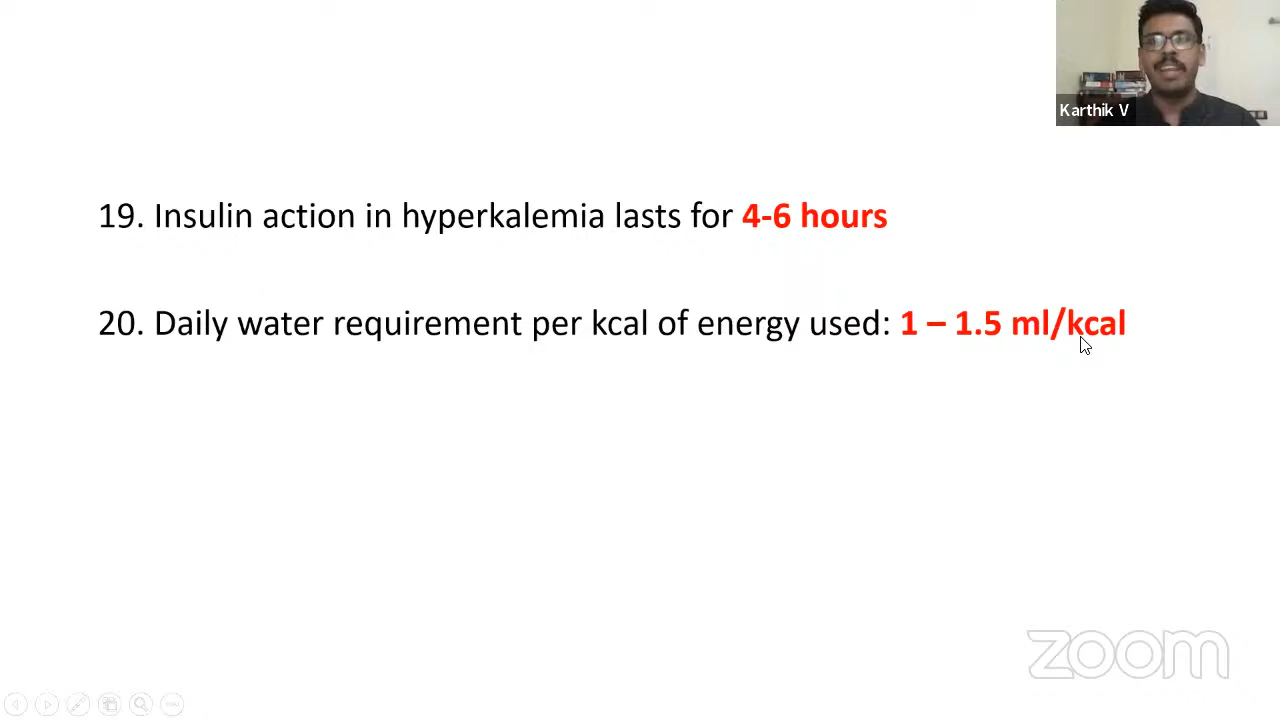 Karthik V
19. Insulin action in hyperkalemia lasts for 4-6 hours
20. Daily water requirement per kcal of energy used: 1 – 1.5 ml/kcal
zoom